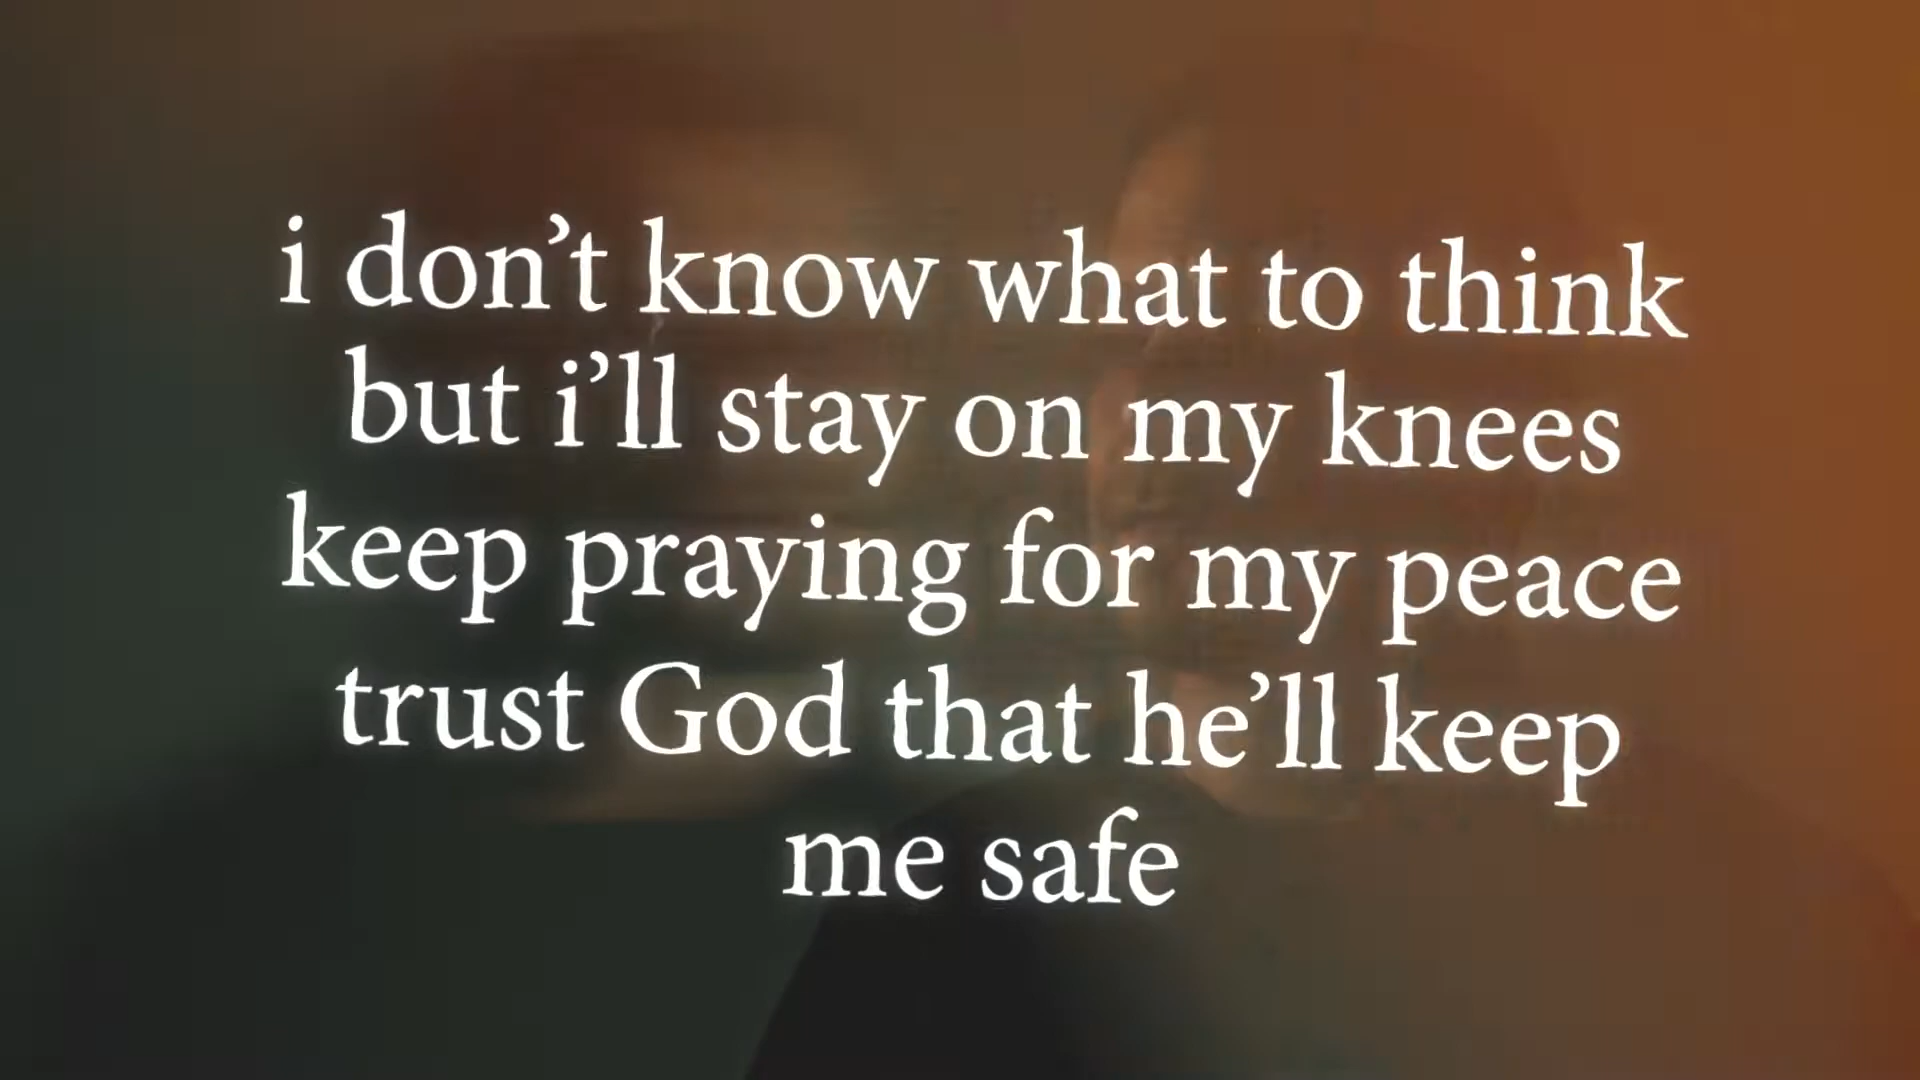 i don’t know what to think
but i’ll stay on my knees
keep praying for my peace
trust God that he’ll keep
me safe